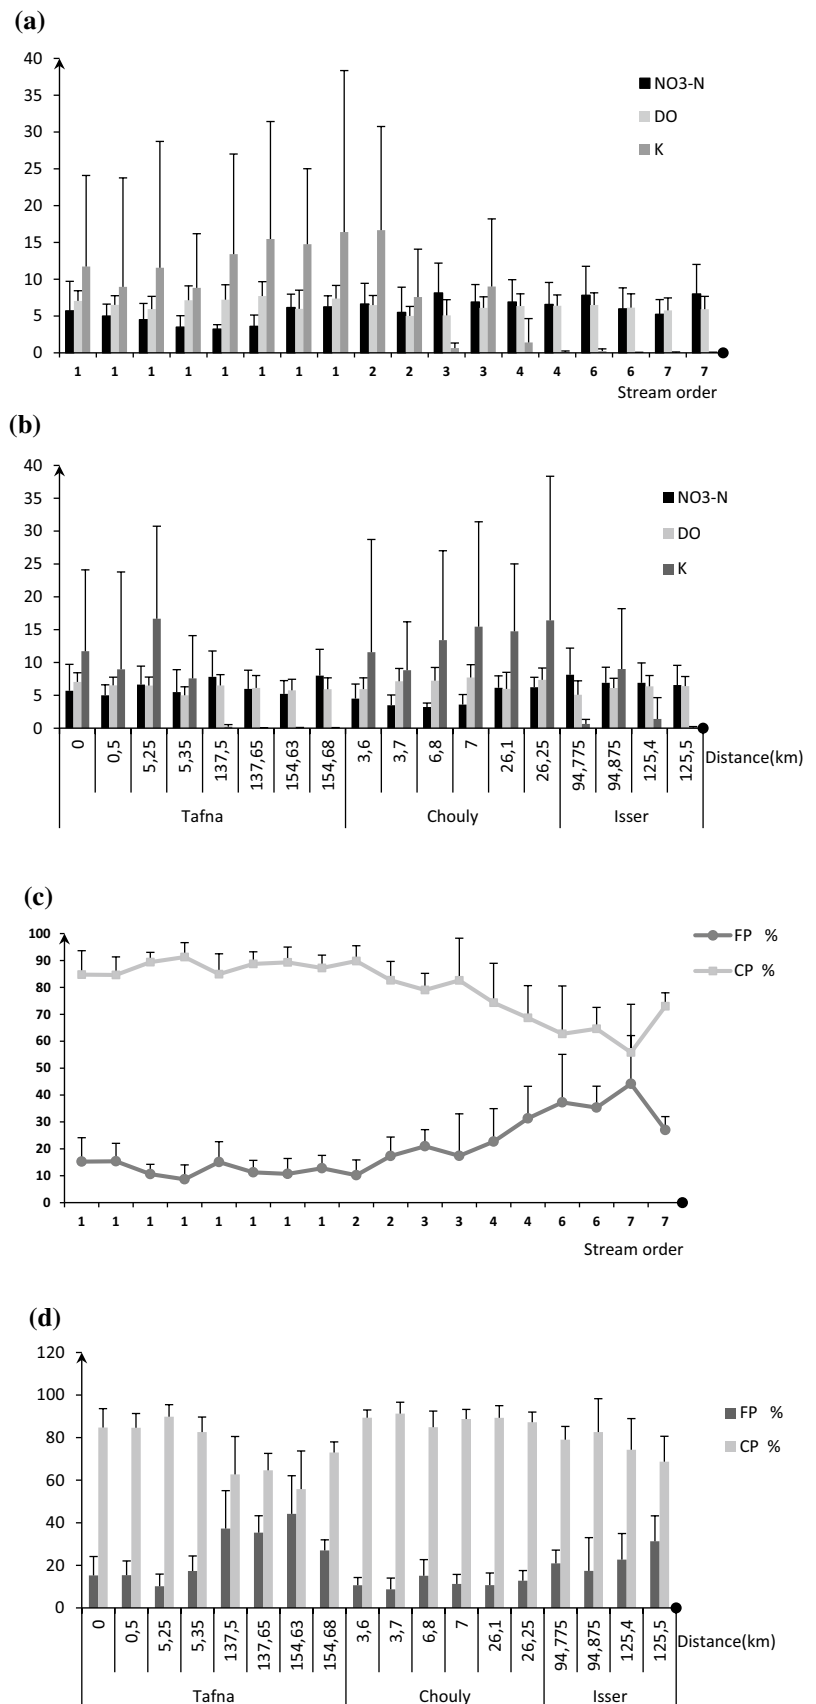 (a)
40
35
30
25
20
15
10
5
0
NO3-N
DO
K
1 1 1 1 1 1 1 1 2 2 3 3 4 4 6 6 7 7
Stream order
(b)
40
35
30
25
20
15
10
5
0
NO3-N
DO
K
0 0,5 5,25 5,35 137,5 137,65 154,63 154,68 3,6 3,7 6,8 7 26,1 26,25 94,775 94,875 125,4 125,5
Distance(km)
Tafna Chouly Isser
(c)
100
90
80
70
60
50
40
30
20
10
0
FP %
CP %
1 1 1 1 1 1 1 1 2 2 3 3 4 4 6 6 7 7
Stream order
(d)
120
100
80
60
40
20
0
FP %
CP %
0 0,5 5,25 5,35 137,5 137,65 154,63 154,68 3,6 3,7 6,8 7 26,1 26,25 94,775 94,875 125,4 125,5
Distance(km)
Tafna Chouly Isser